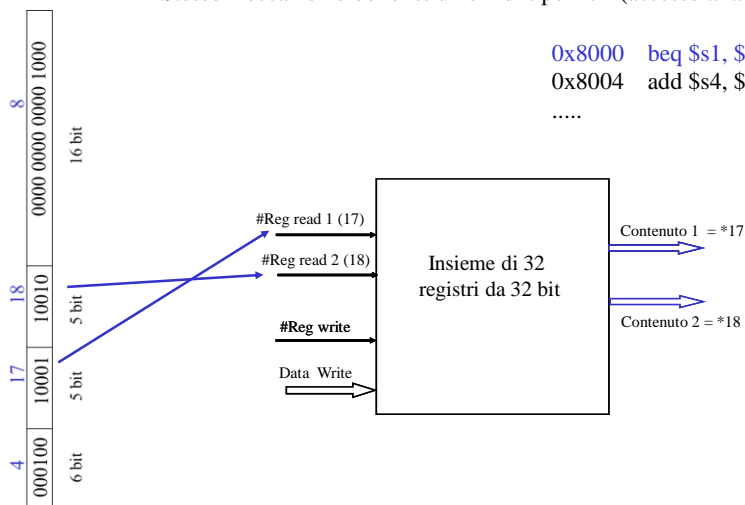 0x8000 beq $s1, $
0x8004 add $s4, $
.....
8
0000 0000 0000 1000
16 bit
18
10010
5 bit
17
10001
5 bit
4
000100
6 bit
#Reg read 1 (17)
#Reg read 2 (18)
#Reg write
Data Write
Insieme di 32
registri da 32 bit
Contenuto 1 = *17
Contenuto 2 = *18